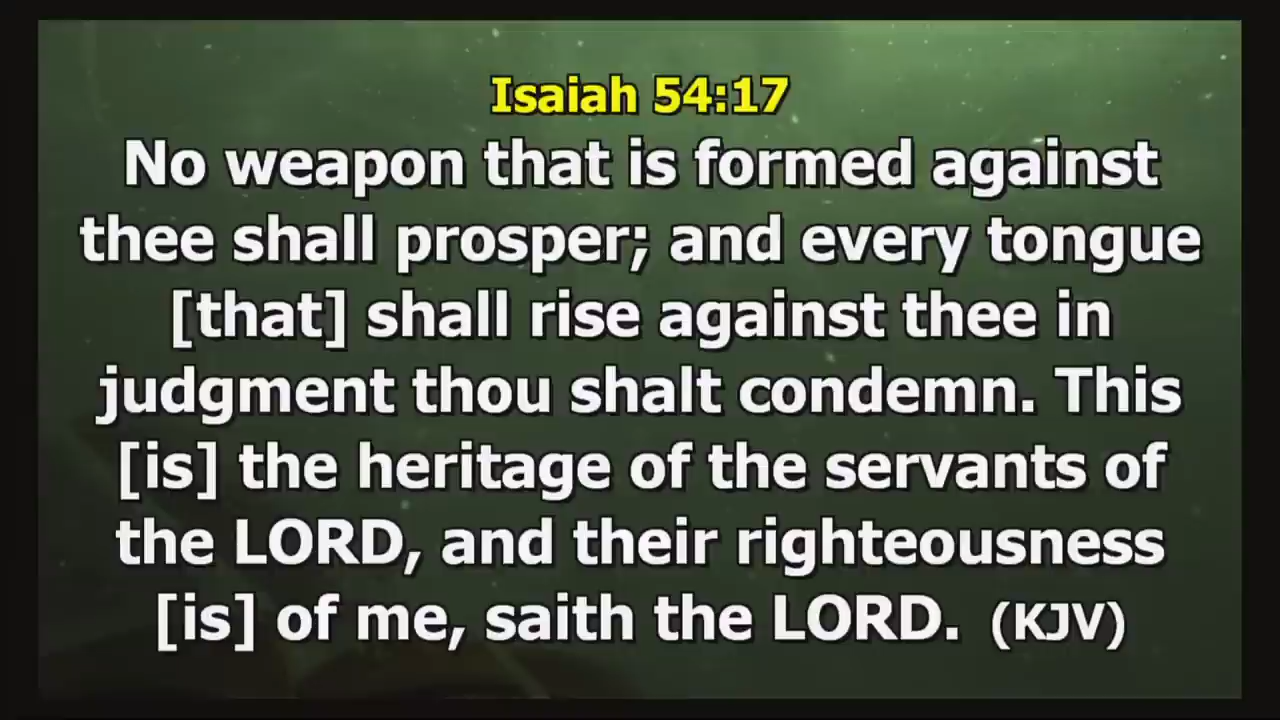 Isaiah 54:17
No weapon that is formed against
thee shall prosper; and every tongue
[that] shall rise against thee in
judgment thou shalt condemn. This
[is] the heritage of the servants of
the LORD, and their righteousness
[is] of me, saith the LORD. (KJV)